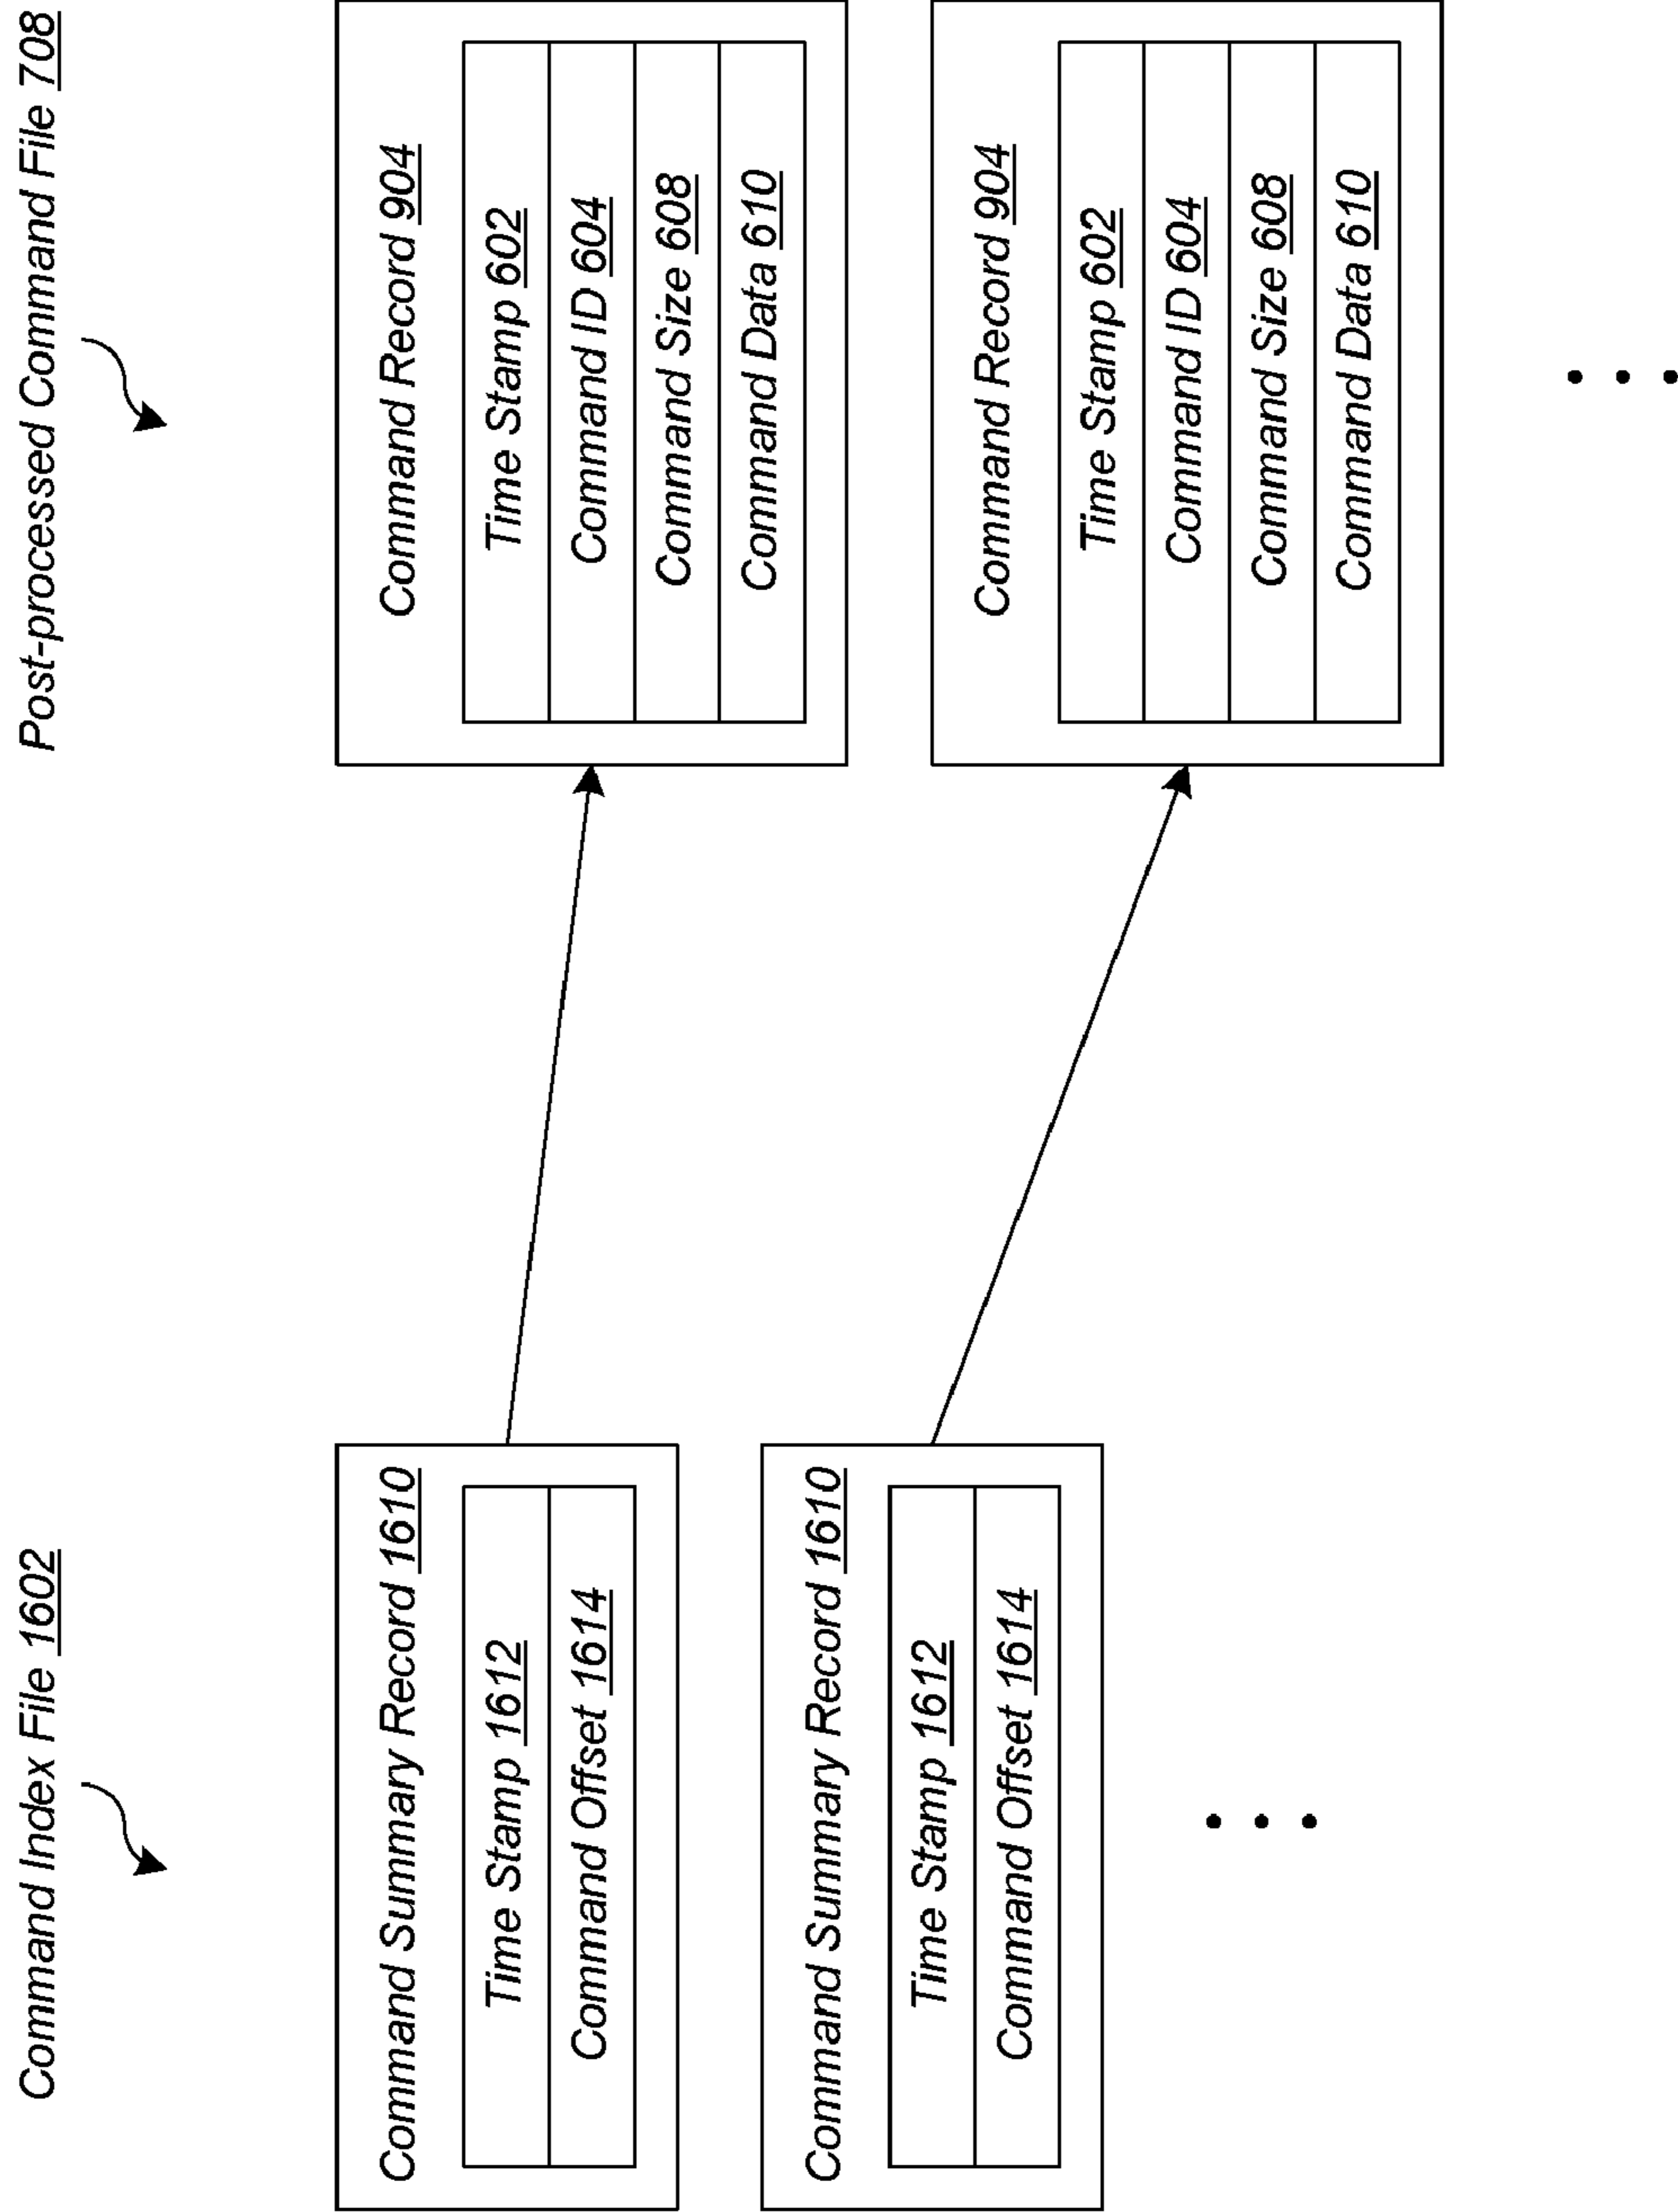 Command Index File 1602
Command Summary Record 1610
Time Stamp 1612
Command Offset 1614
Command Summary Record 1610
Time Stamp 1612
Command Offset 1614
Post-processed Command File 708
Command Record 904
Time Stamp 602
Command ID 604
Command Size 608
Command Data 610
Command Record 904
Time Stamp 602
Command ID 604
Command Size 608
Command Data 610